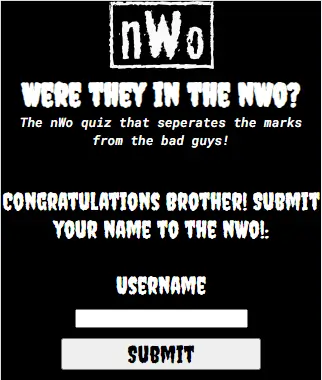 nWo
WERE THEY IN THE NWO?
The nWo quiz that seperates the marks
from the bad guys!
CONGRATULATIONS BROTHER! SUBMIT
YOUR NAME TO THE NWO!:
USERNAME
SUBMIT